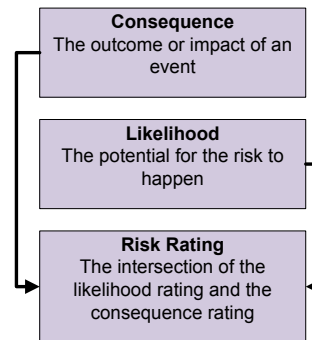 Consequence
The outcome or impact of an
event
Likelihood
The potential for the risk to
happen
Risk Rating
The intersection of the
likelihood rating and the
consequence rating